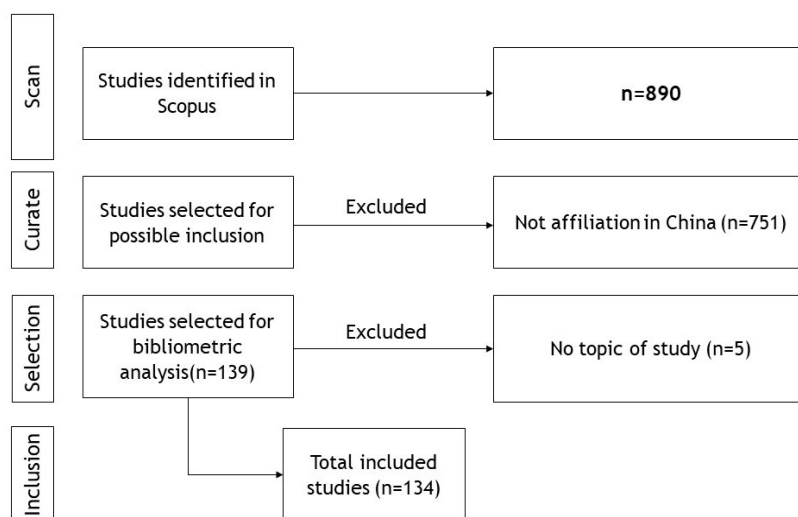 Scan
Studies identified in
Scopus
n=890
Curate
Studies selected for
possible inclusion
Excluded
Not affiliation in China (n=751)
Selection
Studies selected for
bibliometric
analysis(n=139)
Excluded
No topic of study (n=5)
Inclusion
Total included
studies (n=134)